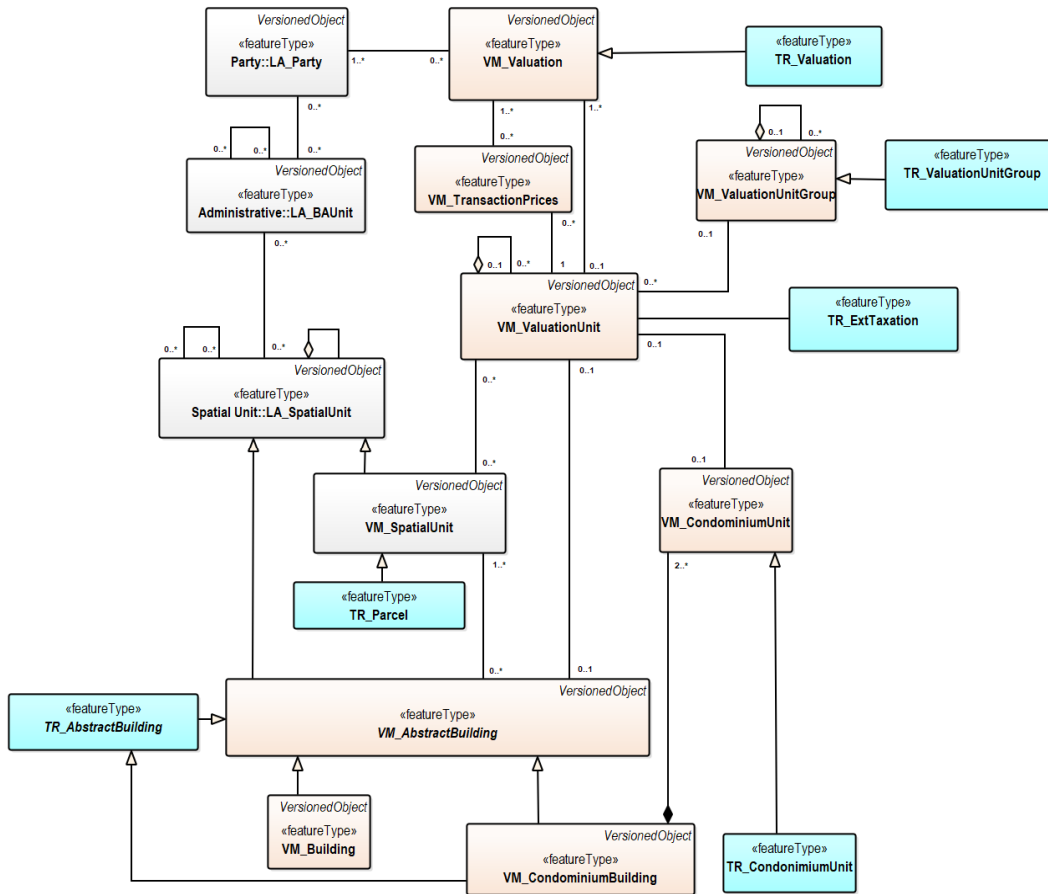 VersionedObject
«featureType»
Party::LA_Party
1..*
0..*
VersionedObject
«featureType»
VM_Valuation
«featureType»
TR_Valuation
0..*
1..*
0..*
1..*
0..*
0..*
VersionedObject
«featureType»
Administrative::LA_BAUnit
0..*
VersionedObject
«featureType»
VM_TransactionPrices
0..*
0..1
0..*
VersionedObject
«featureType»
VM_ValuationUnitGroup
0..1
«featureType»
TR_ValuationUnitGroup
0..1
0..*
1
0..1
0..*
VersionedObject
«featureType»
VM_ValuationUnit
0..1
«featureType»
TR_ExtTaxation
0..*
0..*
0..*
VersionedObject
«featureType»
Spatial Unit::LA_SpatialUnit
0..*
0..1
0..*
0..1
VersionedObject
«featureType»
VM_SpatialUnit
1..*
VersionedObject
«featureType»
VM_CondominiumUnit
2..*
«featureType»
TR_Parcel
0..*
0..1
«featureType»
TR_AbstractBuilding
VersionedObject
«featureType»
VM_AbstractBuilding
VersionedObject
«featureType»
VM_Building
VersionedObject
«featureType»
VM_CondominiumBuilding
«featureType»
TR_CondonimiumUnit